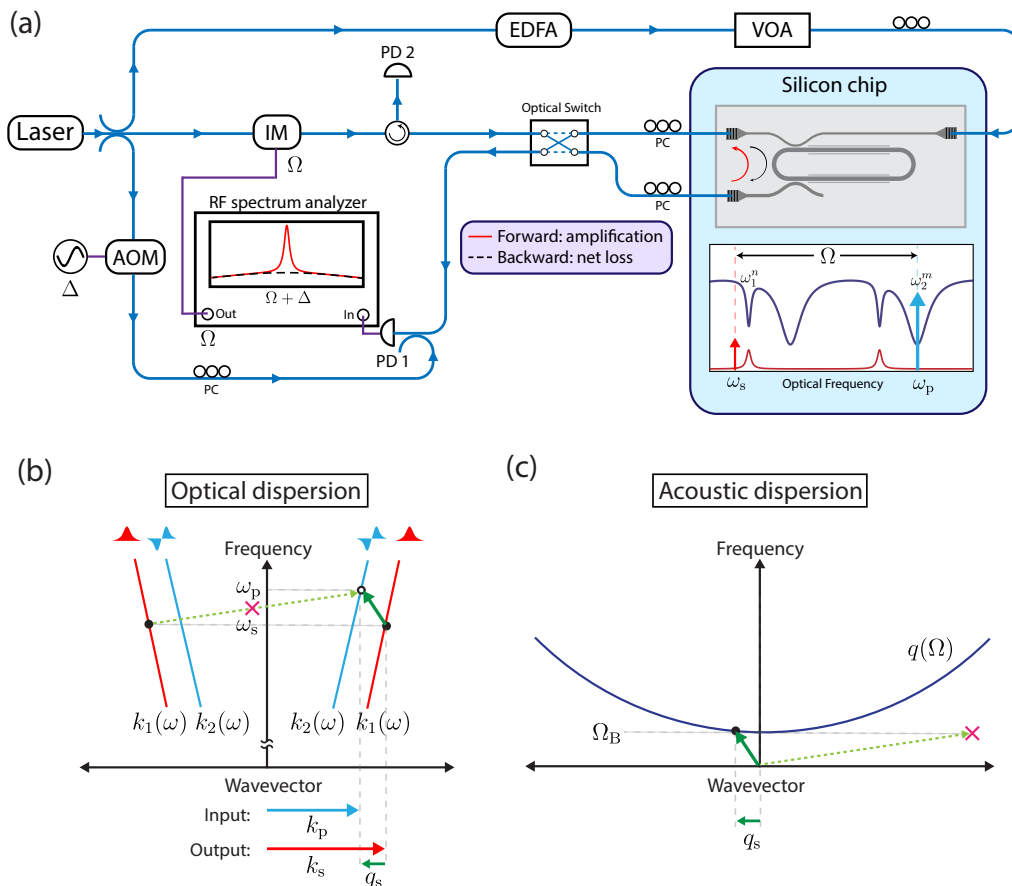 (a)
EDFA
VOA
PD 2
Silicon chip
Optical Switch
Laser
IM
PC
Ω
RF spectrum analyzer
Forward: amplification
Backward: net loss
PC
AOM
Δ
Ω + Δ
Out
In
Ω
PD 1
PC
Ω
ω₁ⁿ
ω₂ᵐ
Optical Frequency
ωₛ
ωₚ
(b)
Optical dispersion
Frequency
ωₚ
ωₛ
k₁(ω)
k₂(ω)
k₂(ω)
k₁(ω)
Wavevector
Input:
kₚ
Output:
kₛ
qₛ
(c)
Acoustic dispersion
Frequency
q(Ω)
Ω_B
Wavevector
qₛ